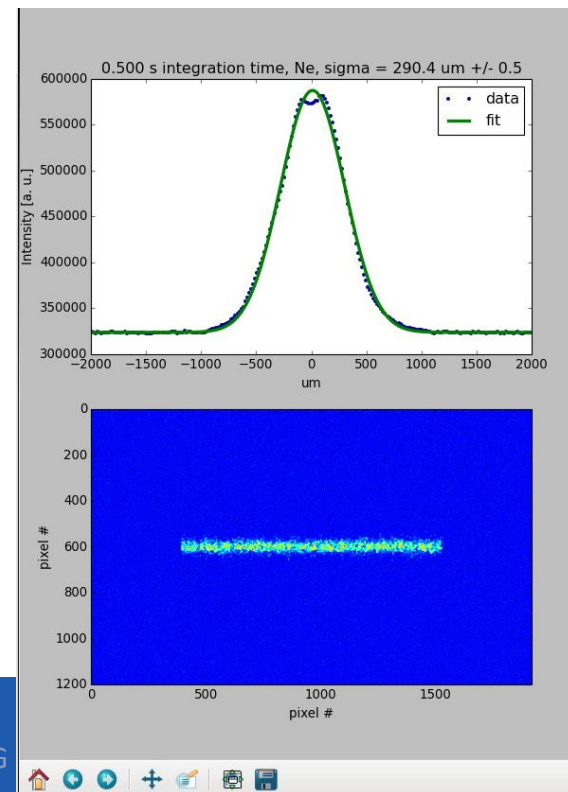 0.500 s integration time, Ne, sigma = 290.4 um +/- 0.5
600000
550000
500000
450000
400000
350000
300000
Intensity [a. u.]
data
fit
−2000 −1500 −1000 −500 0 500 1000 1500 2000
um
0
200
400
600
800
1000
1200
pixel #
0 500 1000 1500
pixel #